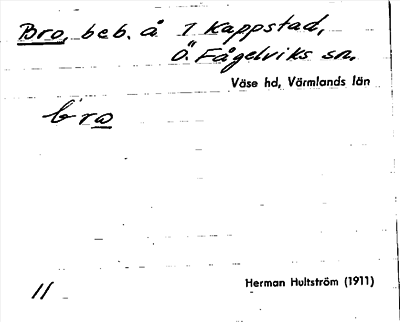 Bro, beb. å 1 Kappstad,
Ö. Fågelviks sn.
Väse hd, Värmlands län
bro
Herman Hultström (1911)
11